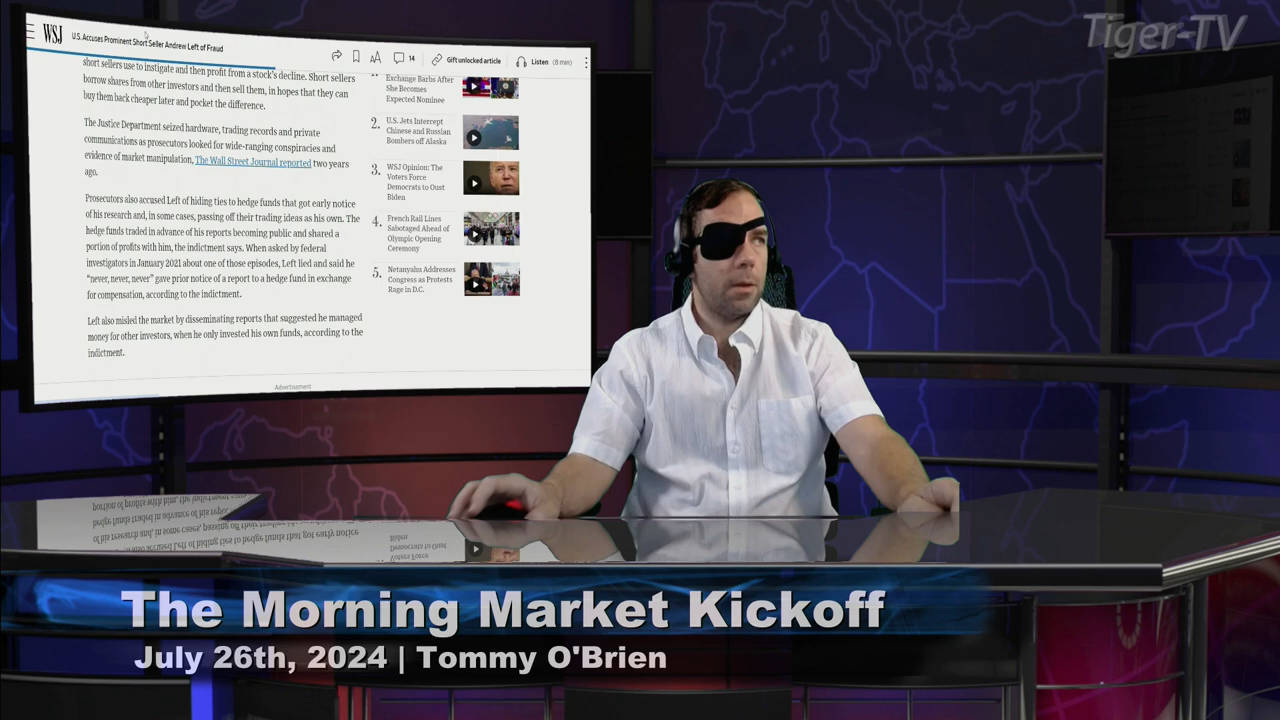 Tiger-TV
WSJ
U.S. Accuses Prominent Short Seller Andrew Left of Fraud
14
Gift unlocked article
Listen (8 min)
short sellers use to instigate and then profit from a stock's decline. Short sellers
borrow shares from other investors and then sell them, in hopes that they can
buy them back cheaper later and pocket the difference.
The Justice Department seized hardware, trading records and private
communications as prosecutors looked for wide-ranging conspiracies and
evidence of market manipulation, The Wall Street Journal reported two years
ago.
Prosecutors also accused Left of hiding ties to hedge funds that got early notice
of his research and, in some cases, passing off their trading ideas as his own. The
hedge funds traded in advance of his reports becoming public and shared a
portion of profits with him, the indictment says. When asked by federal
investigators in January 2021 about one of those episodes, Left lied and said he
“never, never, never” gave prior notice of a report to a hedge fund in exchange
for compensation, according to the indictment.
Left also misled the market by disseminating reports that suggested he managed
money for other investors, when he only invested his own funds, according to the
indictment.
Advertisement
Exchange Barbs After
She Becomes
Expected Nominee
2.
U.S. Jets Intercept
Chinese and Russian
Bombers off Alaska
3.
WSJ Opinion: The
Voters Force
Democrats to Oust
Biden
4.
French Rail Lines
Sabotaged Ahead of
Olympic Opening
Ceremony
5.
Netanyahu Addresses
Congress as Protests
Rage in D.C.
The Morning Market Kickoff
July 26th, 2024 | Tommy O'Brien